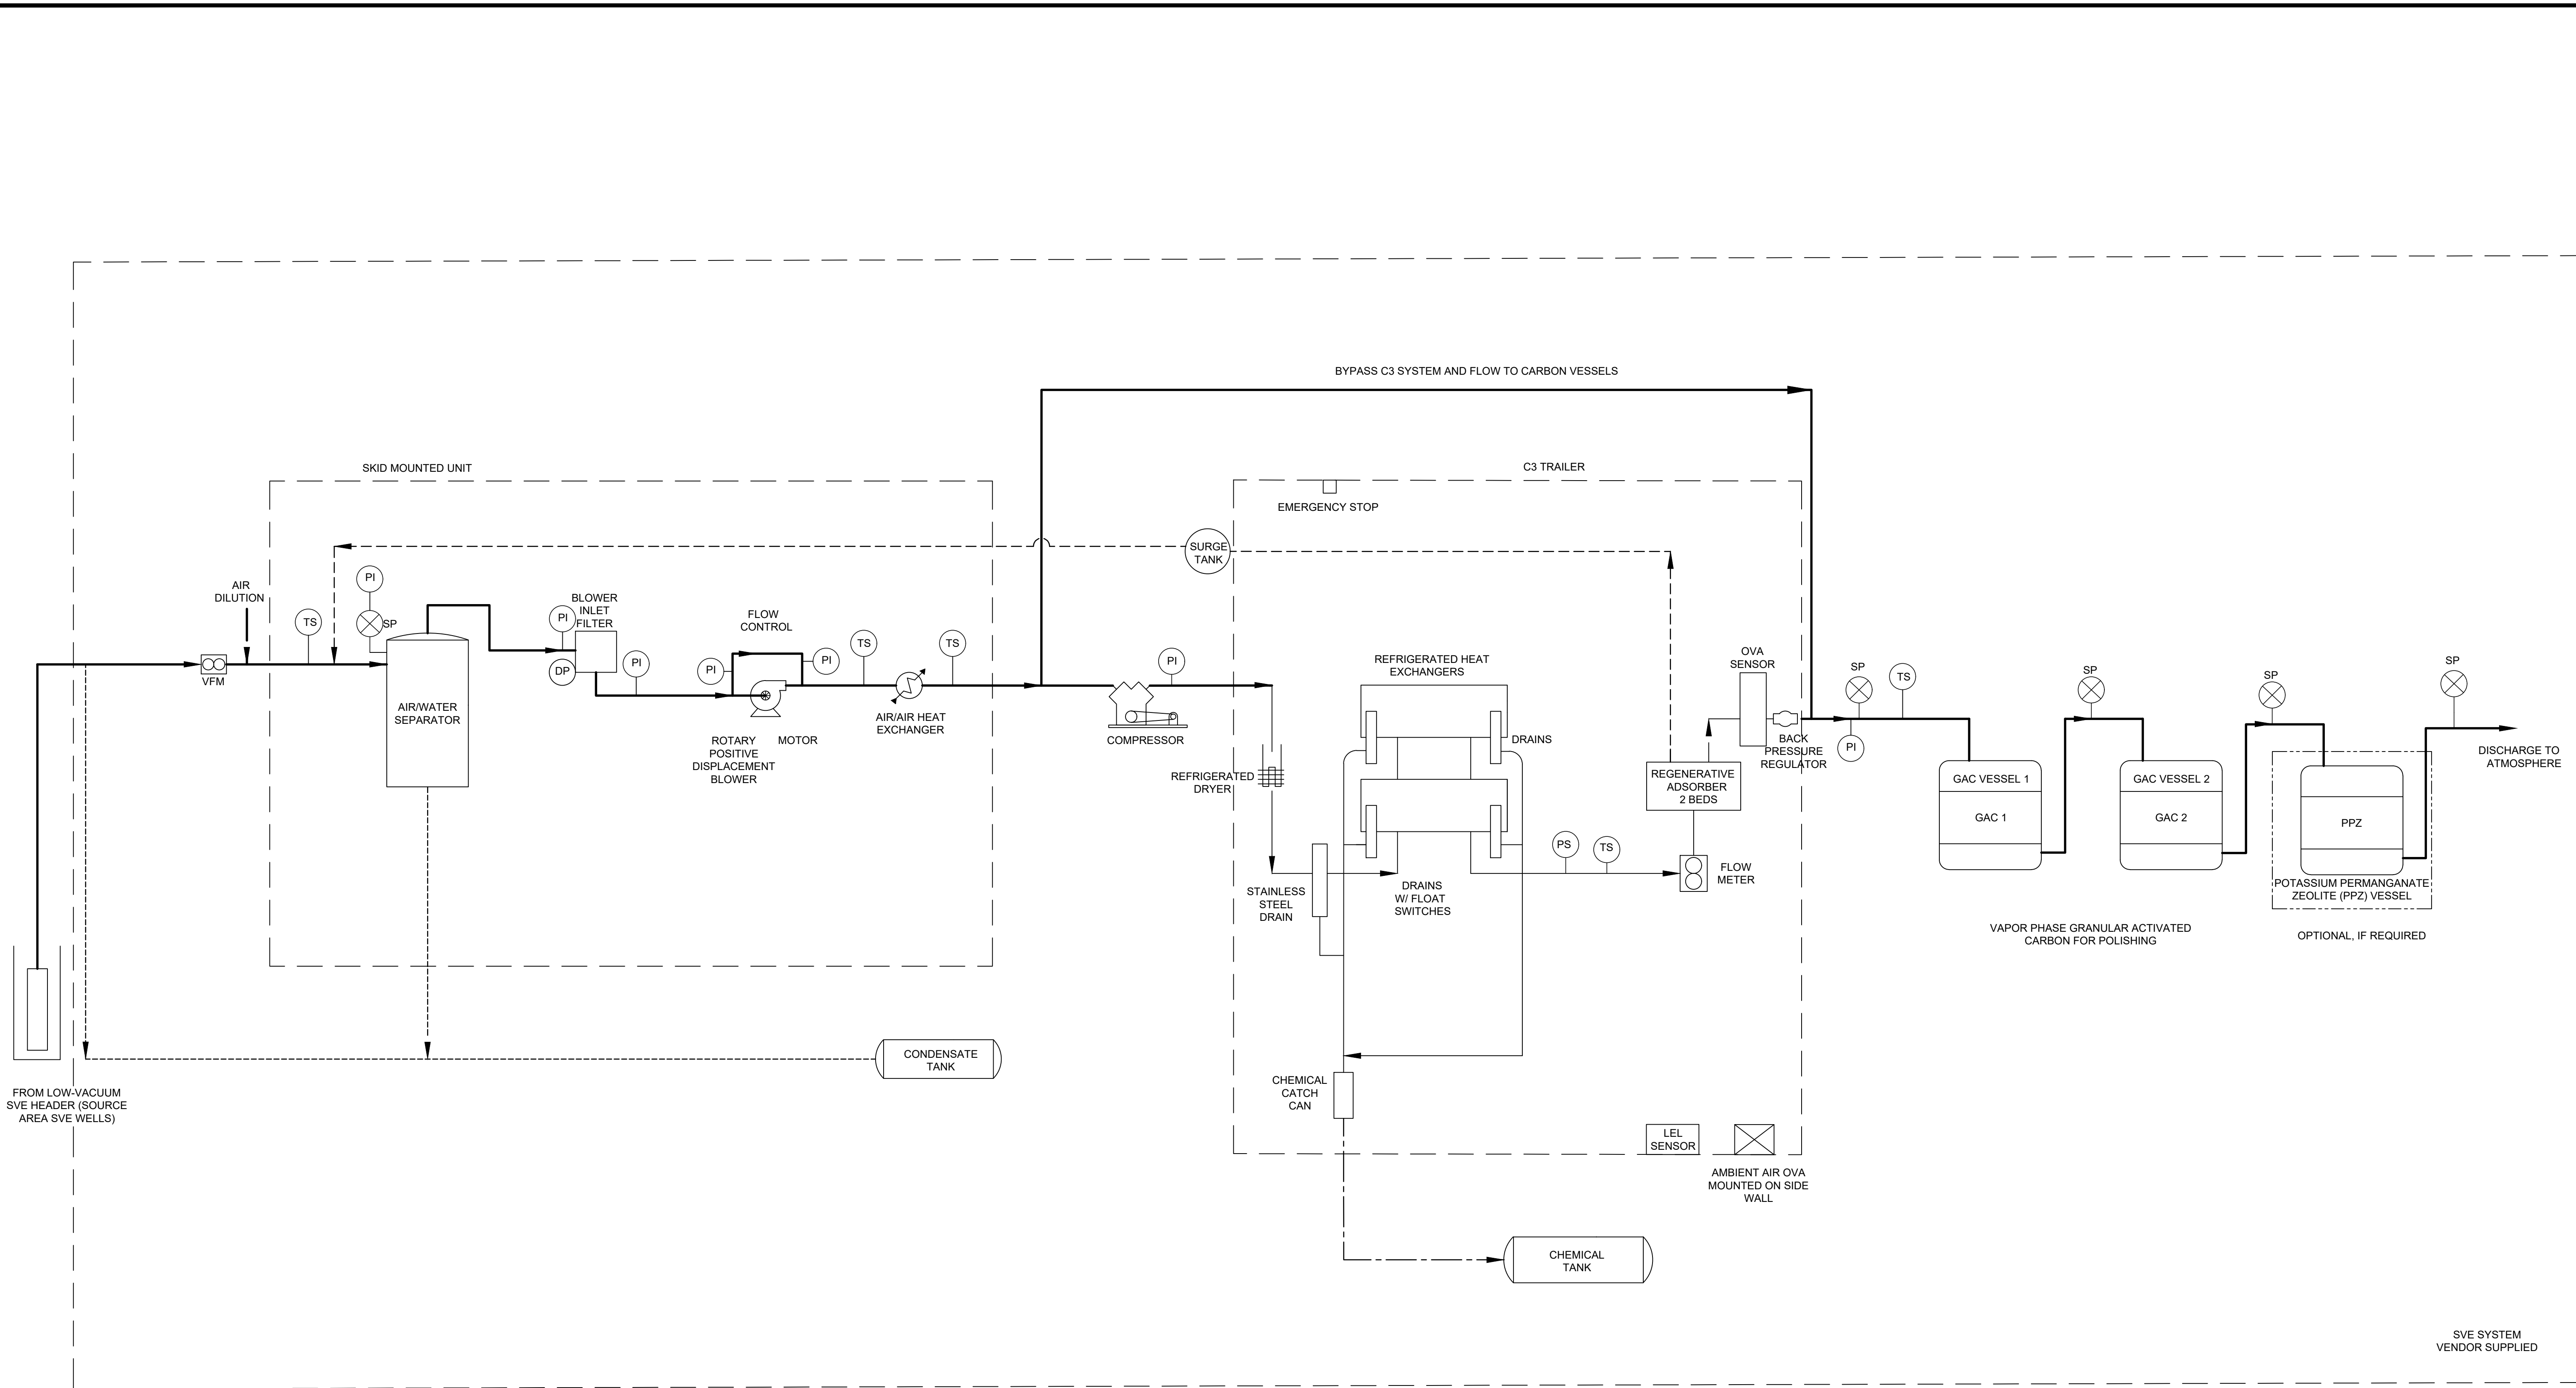 BYPASS C3 SYSTEM AND FLOW TO CARBON VESSELS
SKID MOUNTED UNIT
C3 TRAILER
EMERGENCY STOP
SURGE
TANK
AIR
DILUTION
VFM
TS
PI
SP
AIR/WATER
SEPARATOR
BLOWER
INLET
FILTER
PI
DP
PI
FLOW
CONTROL
PI
PI
ROTARY
POSITIVE
DISPLACEMENT
BLOWER
MOTOR
TS
TS
AIR/AIR HEAT
EXCHANGER
PI
COMPRESSOR
REFRIGERATED
DRYER
REFRIGERATED HEAT
EXCHANGERS
DRAINS
STAINLESS
STEEL
DRAIN
DRAINS
W/ FLOAT
SWITCHES
PS
TS
FLOW
METER
REGENERATIVE
ADSORBER
2 BEDS
OVA
SENSOR
BACK
PRESSURE
REGULATOR
SP
PI
TS
GAC VESSEL 1
GAC 1
SP
GAC VESSEL 2
GAC 2
VAPOR PHASE GRANULAR ACTIVATED
CARBON FOR POLISHING
SP
PPZ
POTASSIUM PERMANGANATE
ZEOLITE (PPZ) VESSEL
OPTIONAL, IF REQUIRED
SP
DISCHARGE TO
ATMOSPHERE
FROM LOW-VACUUM
SVE HEADER (SOURCE
AREA SVE WELLS)
CONDENSATE
TANK
CHEMICAL
CATCH
CAN
LEL
SENSOR
AMBIENT AIR OVA
MOUNTED ON SIDE
WALL
CHEMICAL
TANK
SVE SYSTEM
VENDOR SUPPLIED